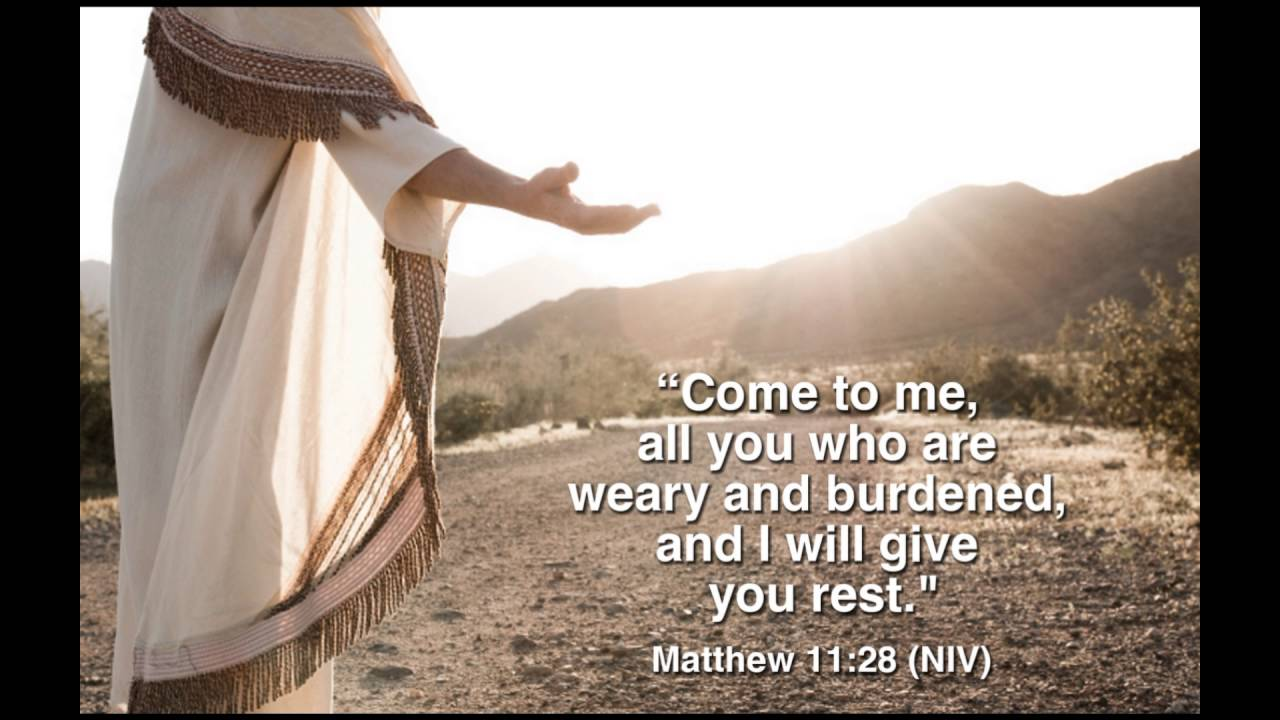 “Come to me,
all you who are
weary and burdened,
and I will give
you rest."
Matthew 11:28 (NIV)